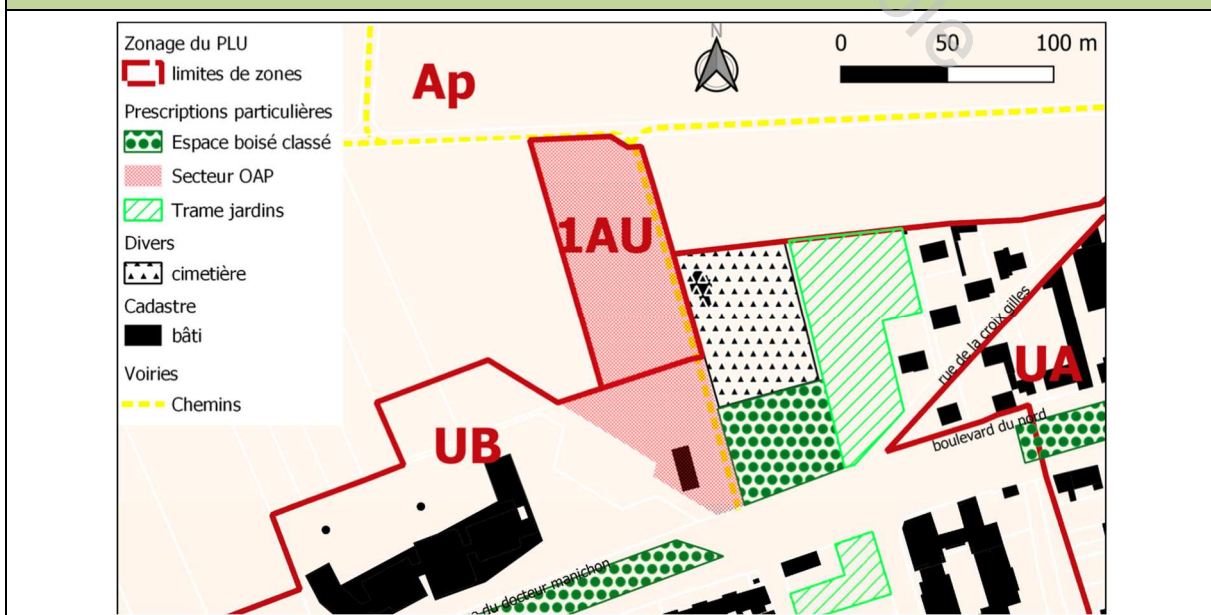 Zonage du PLU
limites de zones
Prescriptions particulières
Espace boisé classé
Secteur OAP
Trame jardins
Divers
cimetière
Cadastre
bâti
Voiries
Chemins
Ap
N
0 50 100 m
1AU
rue de la croix gilles
UA
boulevard du nord
UB
du docteur manichon